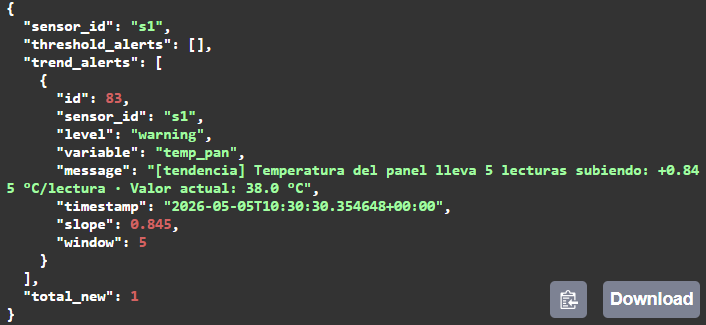 {
  "sensor_id": "s1",
  "threshold_alerts": [],
  "trend_alerts": [
    {
      "id": 83,
      "sensor_id": "s1",
      "level": "warning",
      "variable": "temp_pan",
      "message": "[tendencia] Temperatura del panel lleva 5 lecturas subiendo: +0.84
5 °C/lectura · Valor actual: 38.0 °C",
      "timestamp": "2026-05-05T10:30:30.354648+00:00",
      "slope": 0.845,
      "window": 5
    }
  ],
  "total_new": 1
}
Download